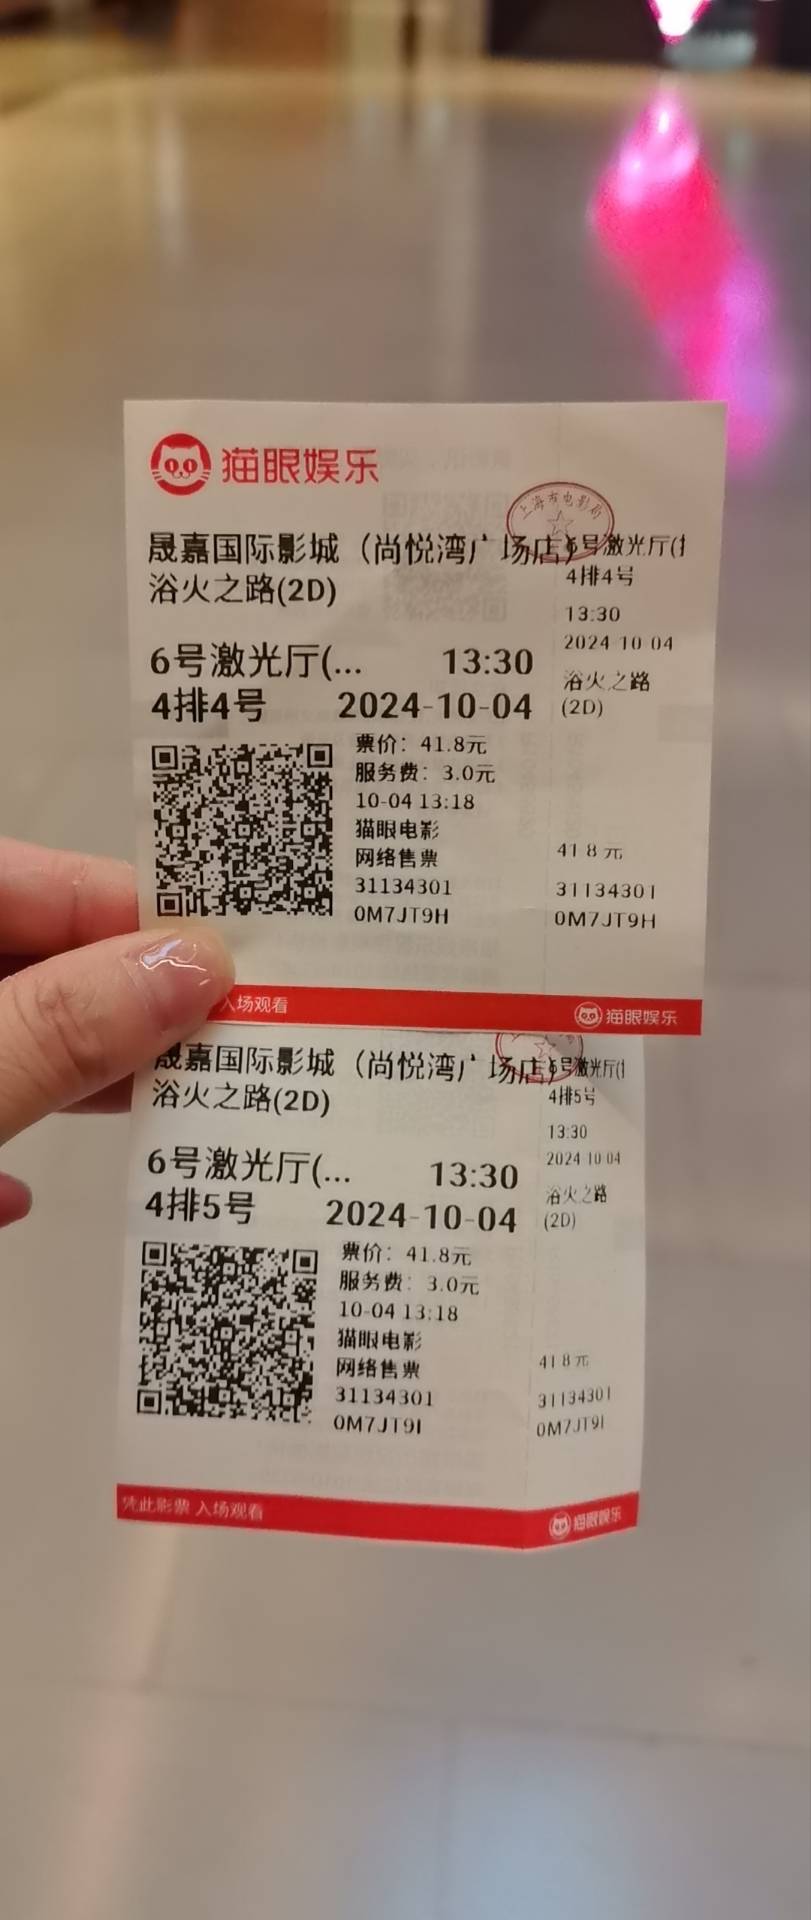 猫眼娱乐
上海市电影局
晟嘉国际影城（尚悦湾广场店）
浴火之路(2D)
6号激光厅(... 13:30
4排4号 2024-10-04
票价：41.8元
服务费：3.0元
10-04 13:18
猫眼电影
网络售票
31134301
0M7JT9H
6号激光厅(
4排4号
13:30
2024 10 04
浴火之路
(2D)
41 8 元
31134301
0M7JT9H
入场观看
猫眼娱乐
晟嘉国际影城（尚悦湾广场店）
浴火之路(2D)
6号激光厅(... 13:30
4排5号 2024-10-04
票价：41.8元
服务费：3.0元
10-04 13:18
猫眼电影
网络售票
31134301
0M7JT9I
6号激光厅(
4排5号
13:30
2024 10 04
浴火之路
(2D)
41 8 元
31134301
0M7JT9I
凭此影票 入场观看
猫眼娱乐